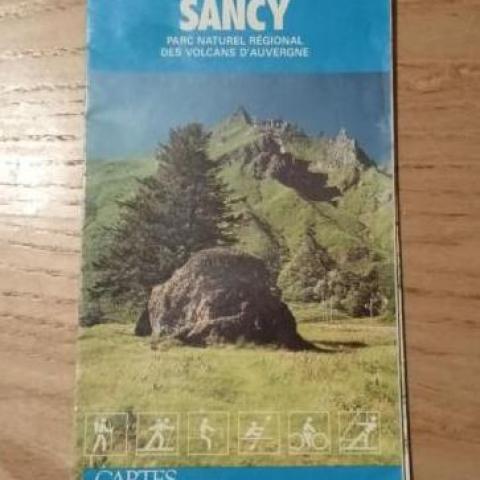 SANCY
PARC NATUREL RÉGIONAL
DES VOLCANS D'AUVERGNE
CARTES